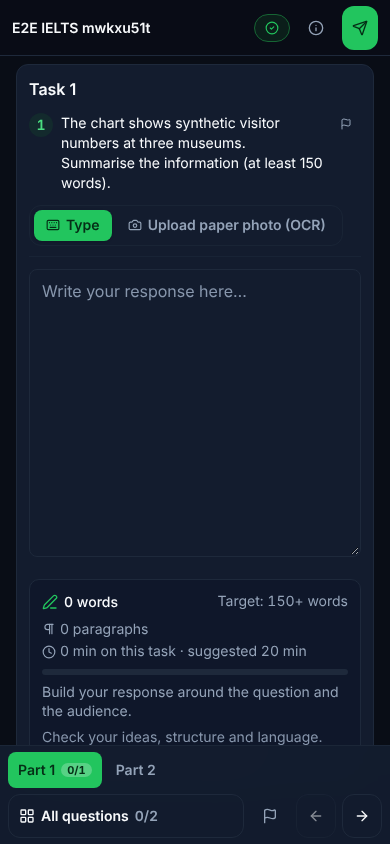 E2E IELTS mwkxu51t
Task 1
1
The chart shows synthetic visitor
numbers at three museums.
Summarise the information (at least 150
words).
Type
Upload paper photo (OCR)
Write your response here...
0 words
Target: 150+ words
0 paragraphs
0 min on this task · suggested 20 min
Build your response around the question and
the audience.
Check your ideas, structure and language.
Part 1 0/1
Part 2
All questions 0/2